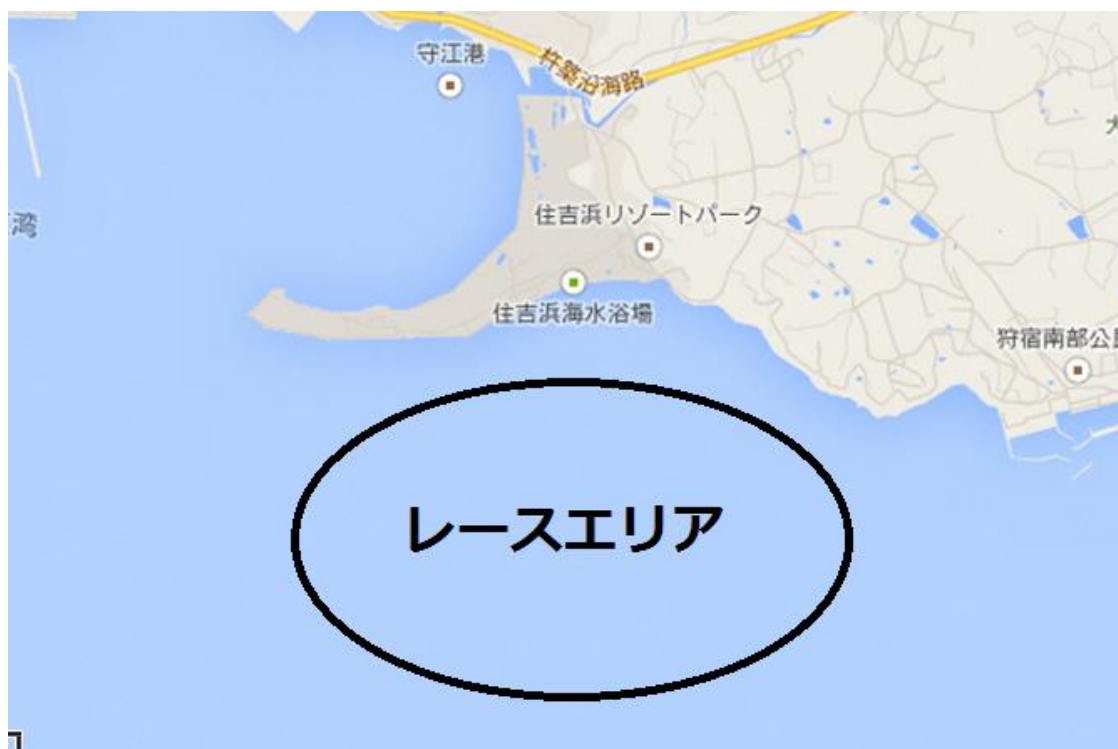 守江港
杵築沿海路
湾
住吉浜リゾートパーク
住吉浜海水浴場
狩宿南部公
レースエリア